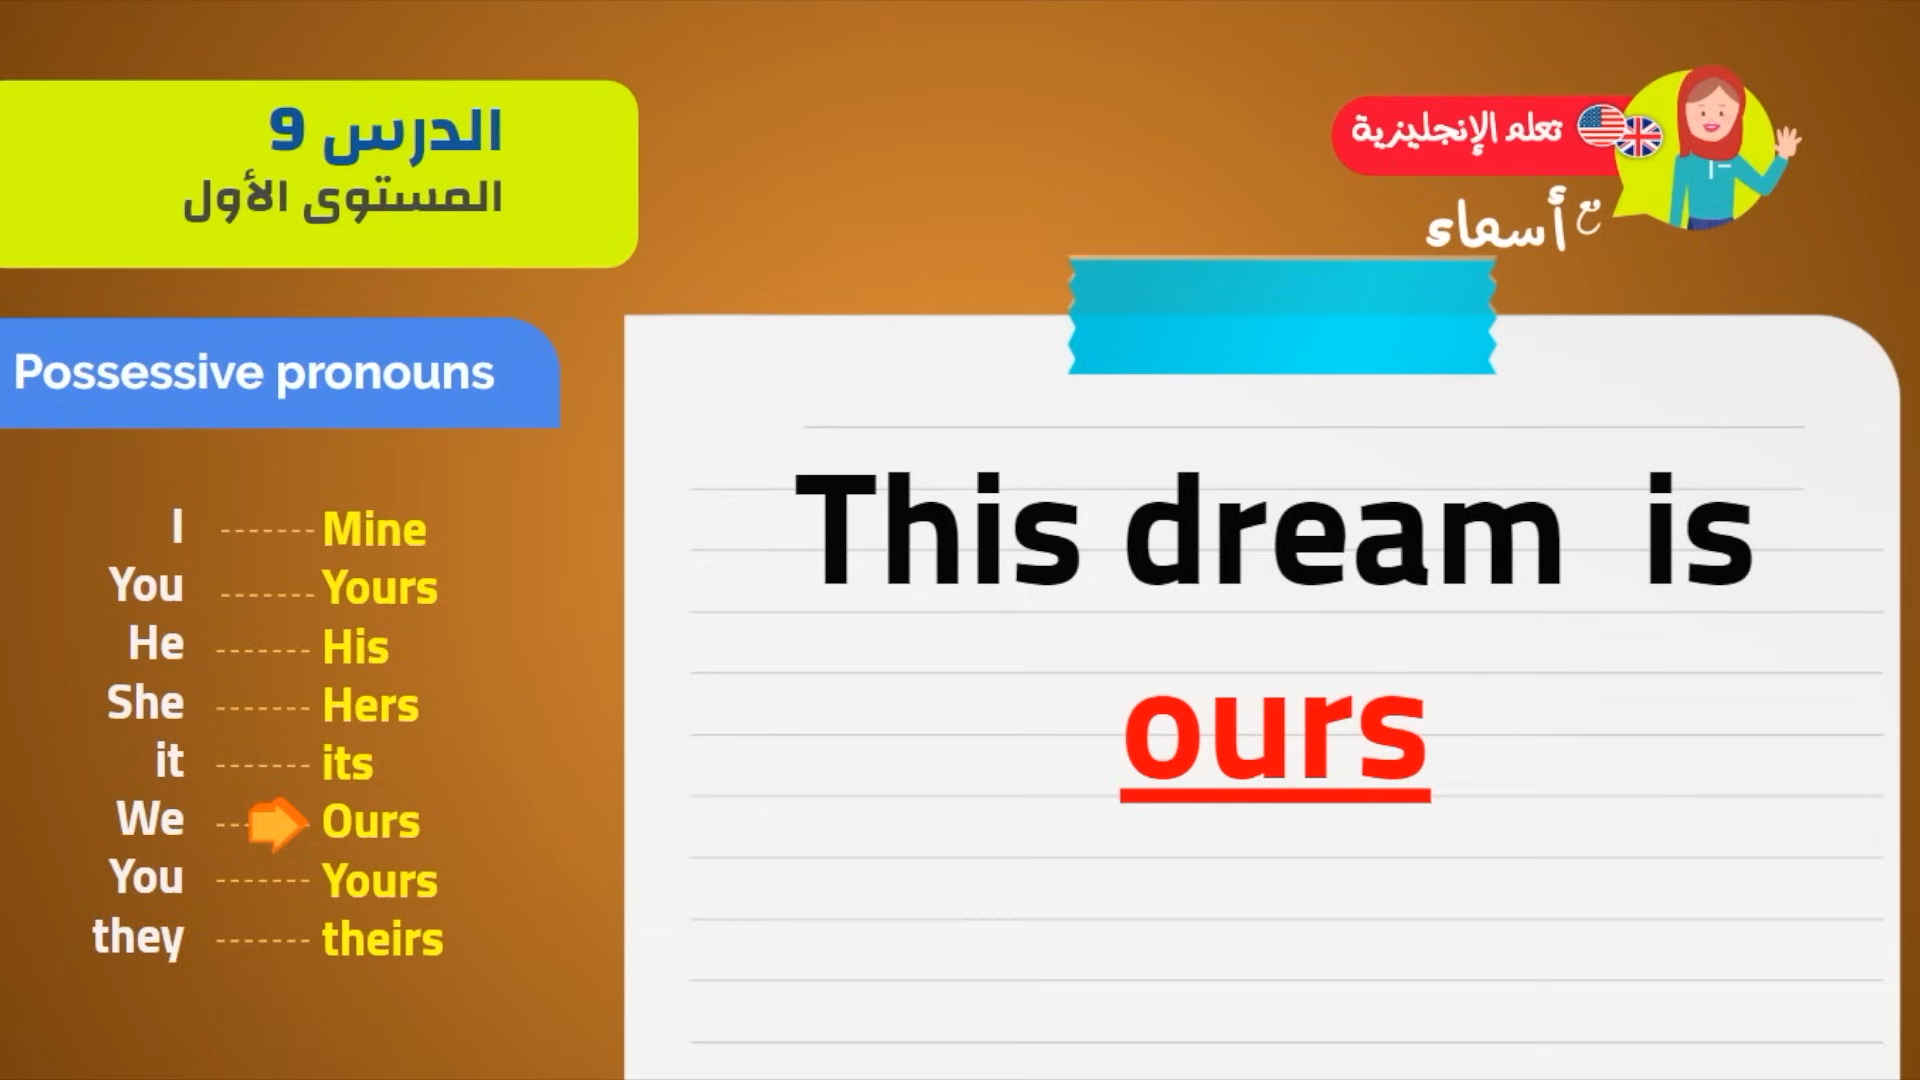 الدرس 9
المستوى الأول
تعلم الإنجليزية
مع أسماء
Possessive pronouns
I ------- Mine
You ------- Yours
He ------- His
She ------- Hers
it ------- its
We ------- Ours
You ------- Yours
they ------- theirs
This dream is
ours